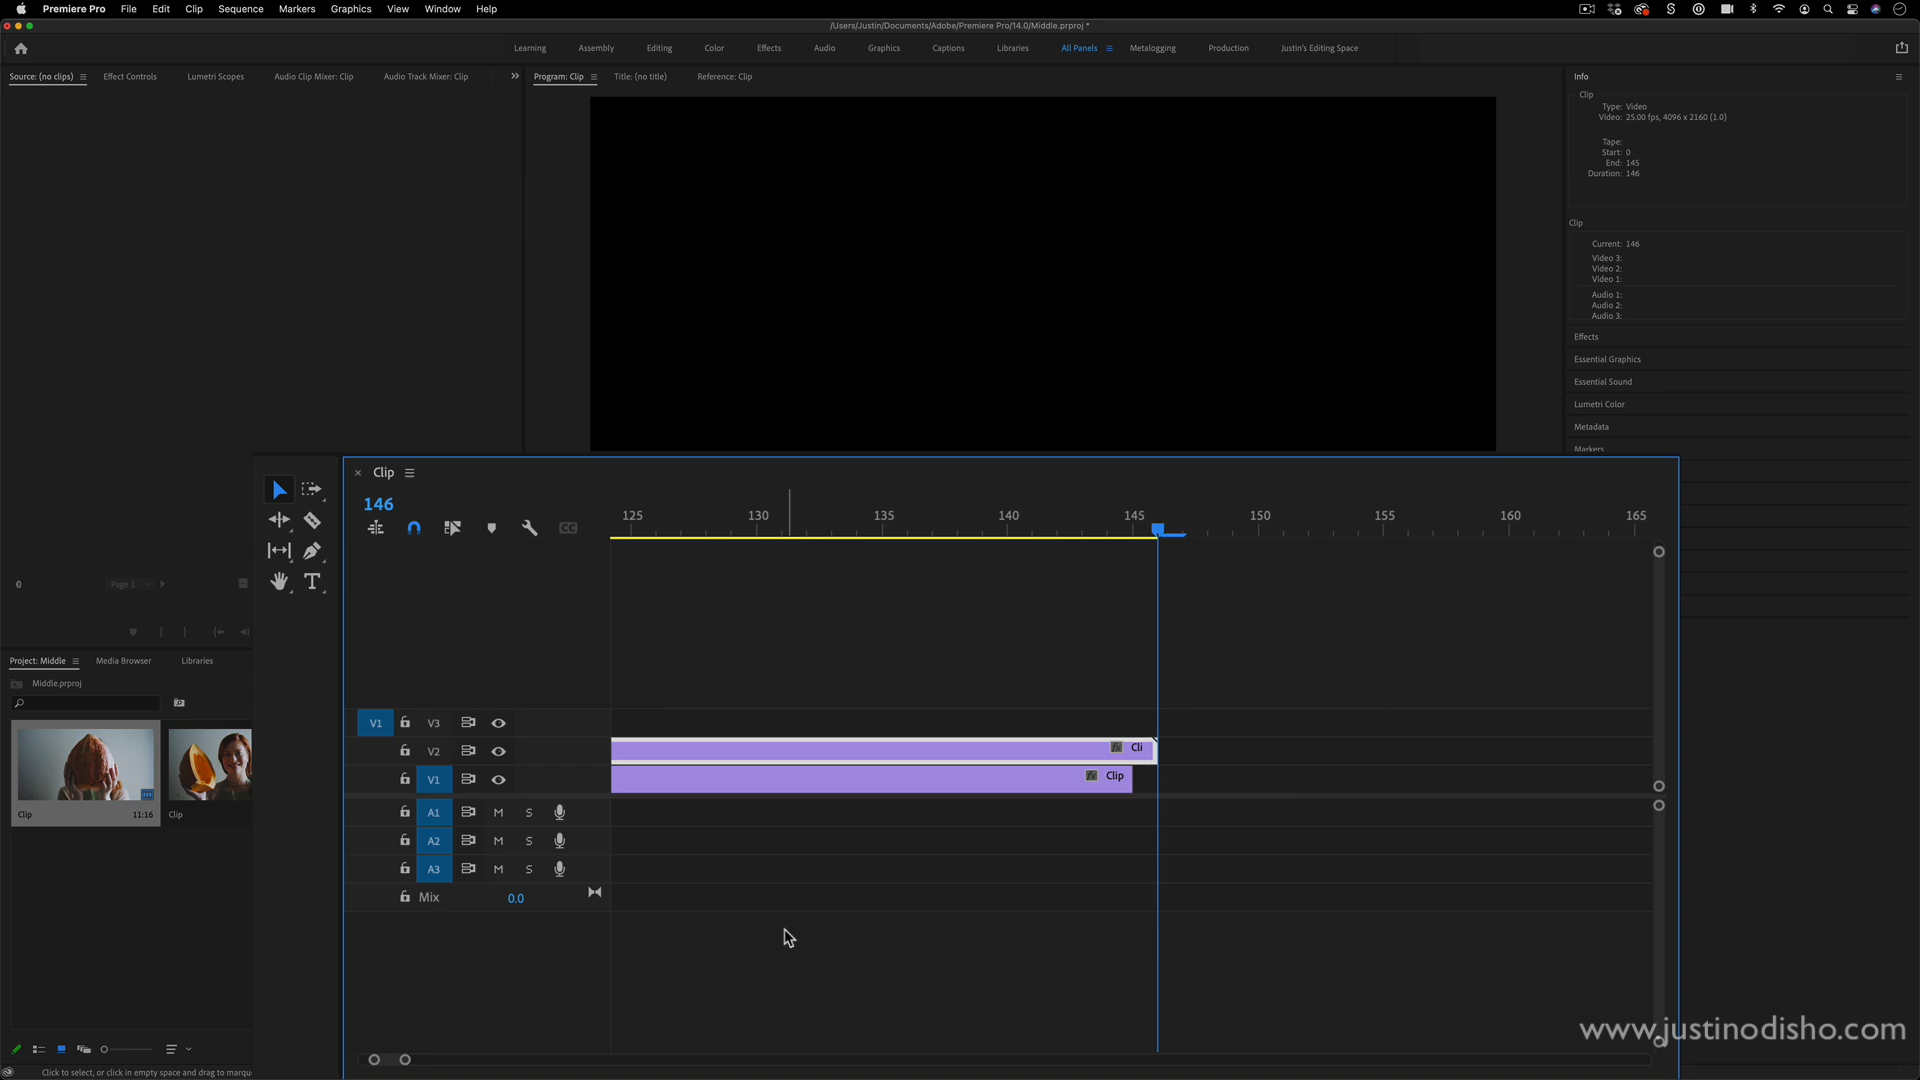 Premiere Pro File Edit Clip Sequence Markers Graphics View Window Help
/Users/Justin/Documents/Adobe/Premiere Pro/14.0/Middle.prproj *
Learning Assembly Editing Color Effects Audio Graphics Captions Libraries All Panels Metalogging Production Justin's Editing Space
Source: (no clips) Effect Controls Lumetri Scopes Audio Clip Mixer: Clip Audio Track Mixer: Clip
Program: Clip Title: (no title) Reference: Clip
Info
Clip
Type: Video
Video: 25.00 fps, 4096 x 2160 (1.0)
Tape:
Start: 0
End: 145
Duration: 146
Clip
Current: 146
Video 3:
Video 2:
Video 1:
Audio 1:
Audio 2:
Audio 3:
Effects
Essential Graphics
Essential Sound
Lumetri Color
Metadata
Markers
Clip
146
125 130 135 140 145 150 155 160 165
0 Page 1
V1 V3
V2 fx Cli
V1 fx Clip
A1 M S
A2 M S
A3 M S
Mix 0.0
Project: Middle Media Browser Libraries
Middle.prproj
Clip 11:16 Clip
Click to select, or click in empty space and drag to marqu
www.justinodisho.com